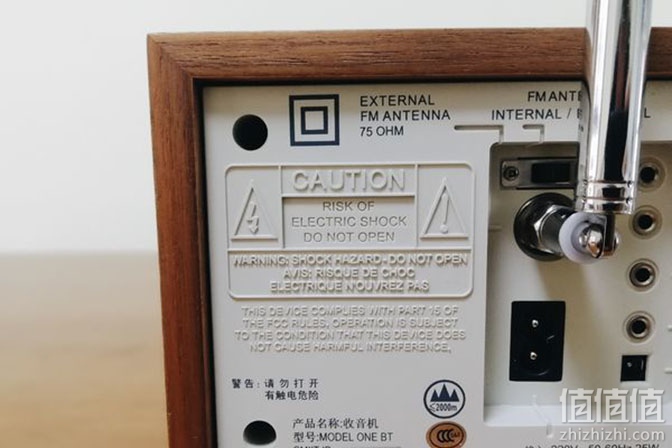 EXTERNAL
FM ANTENNA
75 OHM
FM ANTE
INTERNAL /
CAUTION
RISK OF
ELECTRIC SHOCK
DO NOT OPEN
WARNING: SHOCK HAZARD-DO NOT OPEN
AVIS: RISQUE DE CHOC
ELECTRIQUE N'OUVREZ PAS
THIS DEVICE COMPLIES WITH PART 15 OF
THE FCC RULES. OPERATION IS SUBJECT
TO THE CONDITION THAT THIS DEVICE DOES
NOT CAUSE HARMFUL INTERFERENCE.
警告: 请勿打开
有触电危险
≤2000m
产品名称:收音机
型号:MODEL ONE BT
值值值
zhizhizhi.com